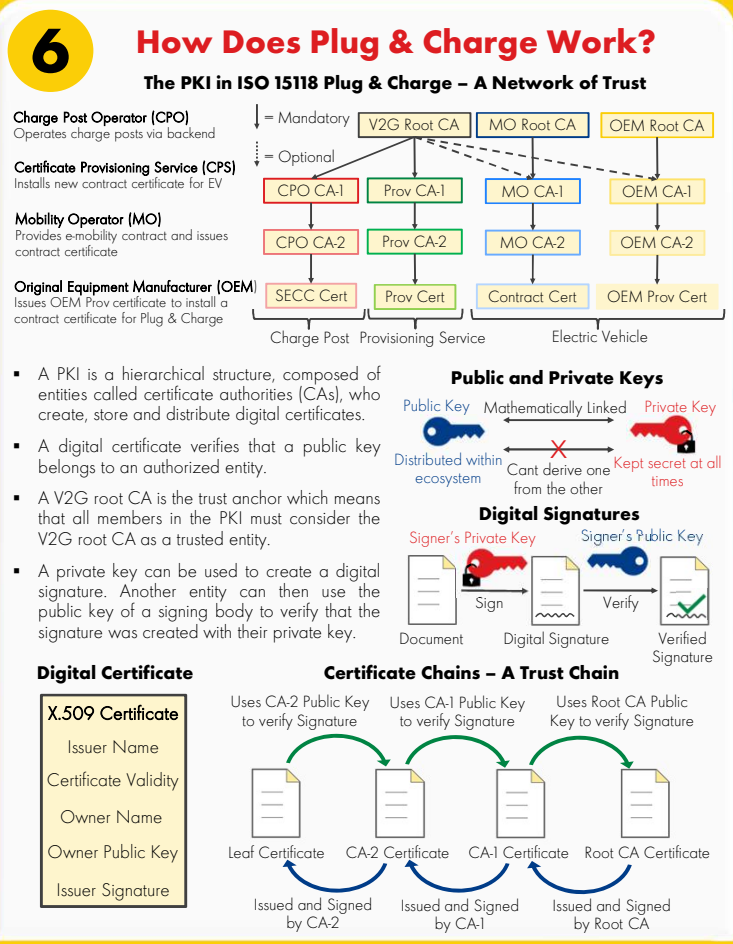 6
How Does Plug & Charge Work?
The PKI in ISO 15118 Plug & Charge – A Network of Trust
Charge Post Operator (CPO)
Operates charge posts via backend
Certificate Provisioning Service (CPS)
Installs new contract certificate for EV
Mobility Operator (MO)
Provides e-mobility contract and issues
contract certificate
Original Equipment Manufacturer (OEM)
Issues OEM Prov certificate to install a
contract certificate for Plug & Charge
= Mandatory
= Optional
V2G Root CA
MO Root CA
OEM Root CA
CPO CA-1
Prov CA-1
MO CA-1
OEM CA-1
CPO CA-2
Prov CA-2
MO CA-2
OEM CA-2
SECC Cert
Prov Cert
Contract Cert
OEM Prov Cert
Charge Post
Provisioning Service
Electric Vehicle
▪ A PKI is a hierarchical structure, composed of
entities called certificate authorities (CAs), who
create, store and distribute digital certificates.
▪ A digital certificate verifies that a public key
belongs to an authorized entity.
▪ A V2G root CA is the trust anchor which means
that all members in the PKI must consider the
V2G root CA as a trusted entity.
▪ A private key can be used to create a digital
signature. Another entity can then use the
public key of a signing body to verify that the
signature was created with their private key.
Public and Private Keys
Public Key
Mathematically Linked
Private Key
Distributed within
ecosystem
Cant derive one
from the other
Kept secret at all
times
Digital Signatures
Signer's Private Key
Signer's Public Key
Sign
Verify
Document
Digital Signature
Verified
Signature
Digital Certificate
X.509 Certificate
Issuer Name
Certificate Validity
Owner Name
Owner Public Key
Issuer Signature
Certificate Chains – A Trust Chain
Uses CA-2 Public Key
to verify Signature
Uses CA-1 Public Key
to verify Signature
Uses Root CA Public
Key to verify Signature
Leaf Certificate
CA-2 Certificate
CA-1 Certificate
Root CA Certificate
Issued and Signed
by CA-2
Issued and Signed
by CA-1
Issued and Signed
by Root CA